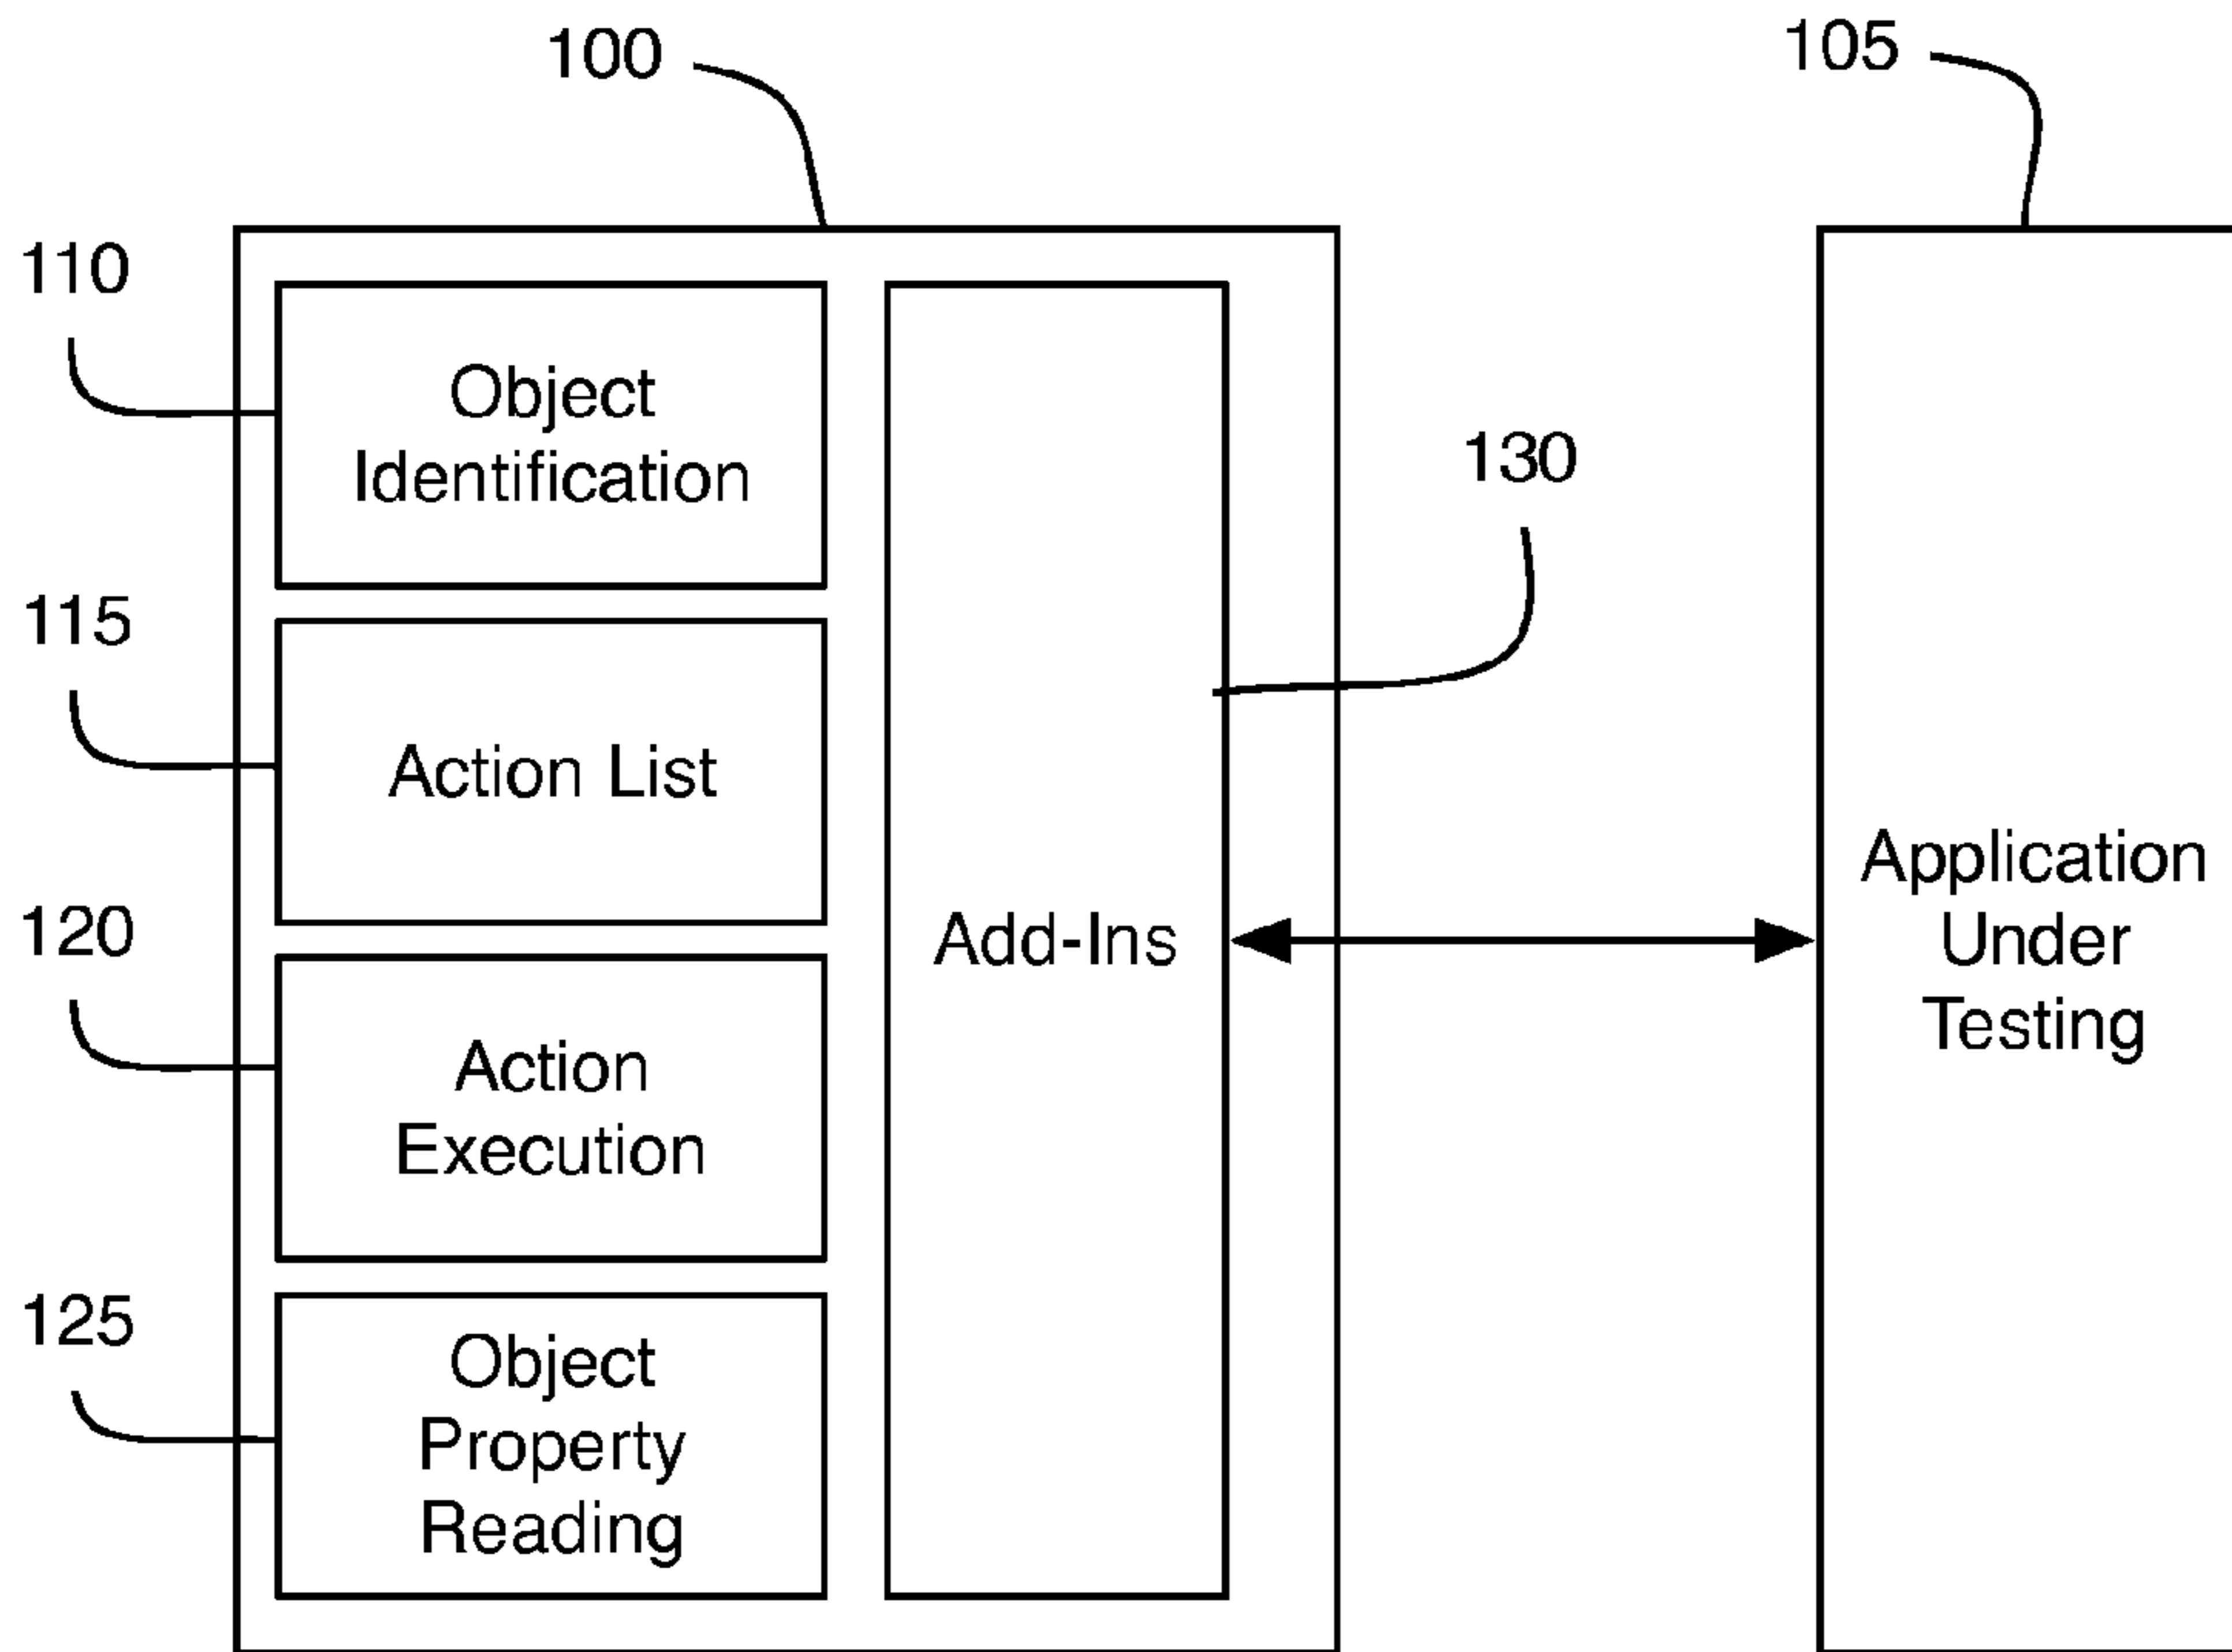 100
105
110
Object
Identification
130
115
Action List
Application
Under
Testing
120
Add-Ins
Action
Execution
125
Object
Property
Reading